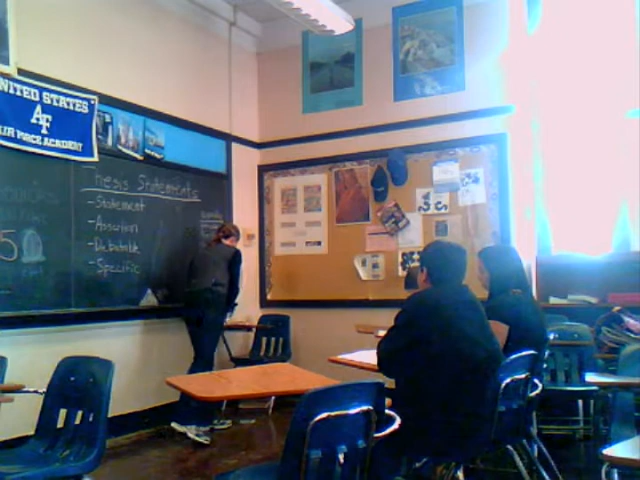 UNITED STATES
AF
AIR FORCE ACADEMY
Thesis Statements
-Statement
-Assertion
-Debatable
-Specific
5